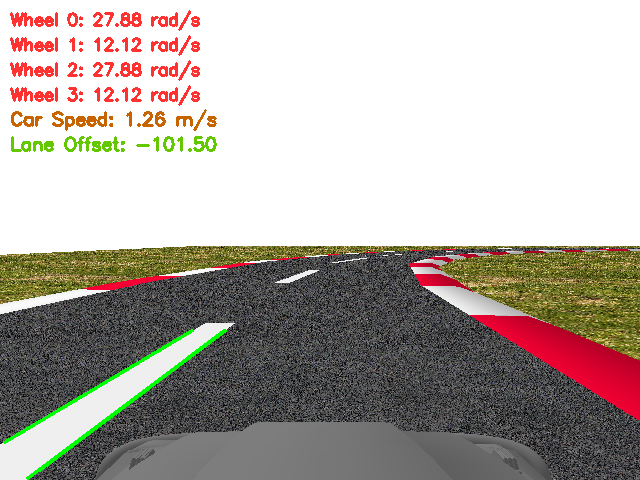 Wheel 0: 27.88 rad/s
Wheel 1: 12.12 rad/s
Wheel 2: 27.88 rad/s
Wheel 3: 12.12 rad/s
Car Speed: 1.26 m/s
Lane Offset: -101.50